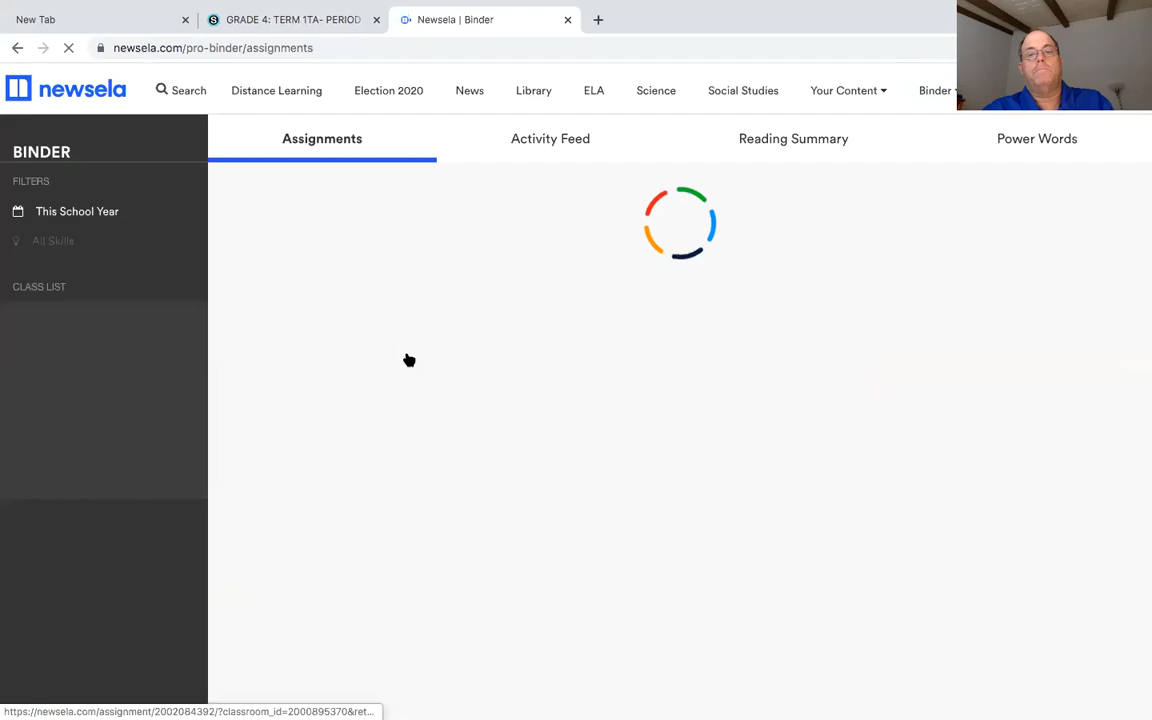 New Tab
GRADE 4: TERM 1TA- PERIOD
Newsela | Binder
newsela.com/pro-binder/assignments
newsela
Search
Distance Learning
Election 2020
News
Library
ELA
Science
Social Studies
Your Content
Binder
BINDER
Assignments
Activity Feed
Reading Summary
Power Words
FILTERS
This School Year
All Skills
CLASS LIST
https://newsela.com/assignment/2002084392/?classroom_id=2000895370&ret...